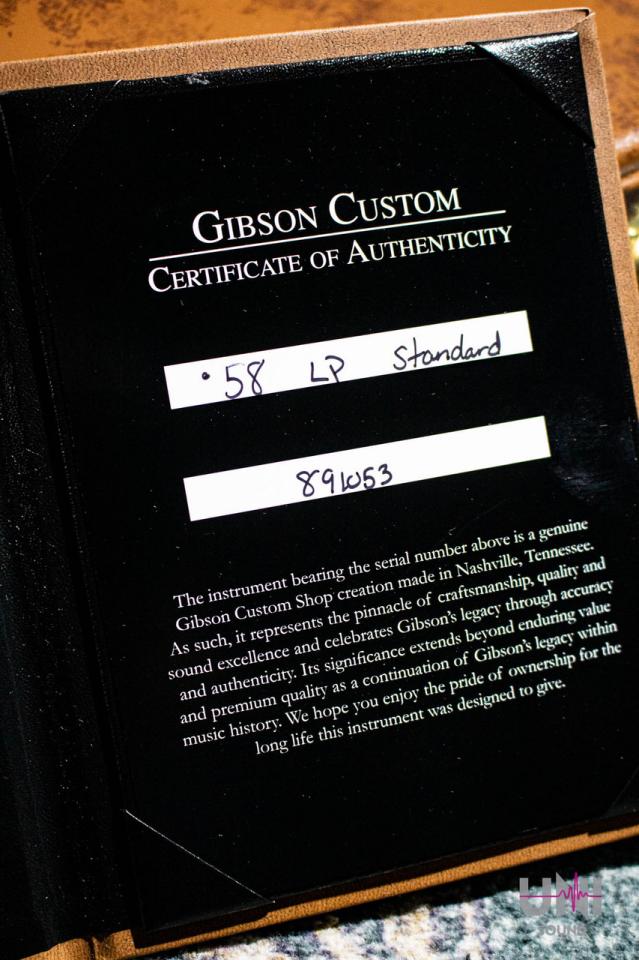 GIBSON CUSTOM
CERTIFICATE OF AUTHENTICITY
'58 LP Standard
891053
The instrument bearing the serial number above is a genuine
Gibson Custom Shop creation made in Nashville, Tennessee.
As such, it represents the pinnacle of craftsmanship, quality and
sound excellence and celebrates Gibson's legacy through accuracy
and authenticity. Its significance extends beyond enduring value
and premium quality as a continuation of Gibson's legacy within
music history. We hope you enjoy the pride of ownership for the
long life this instrument was designed to give.
UNI
SOUND